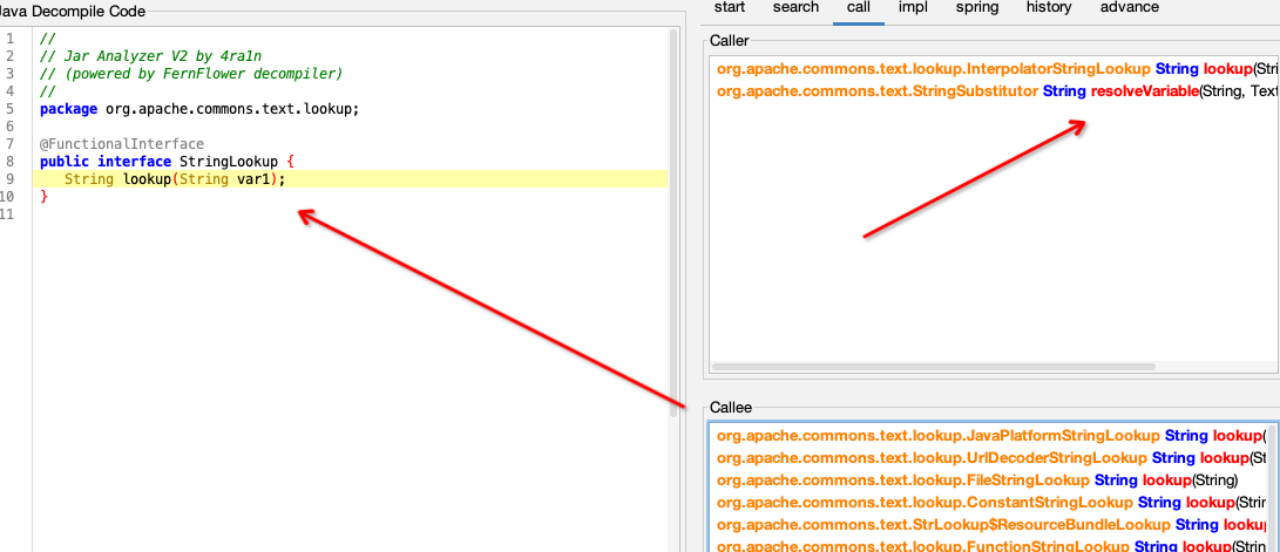 Java Decompile Code
1 //
2 // Jar Analyzer V2 by 4ra1n
3 // (powered by FernFlower decompiler)
4 //
5 package org.apache.commons.text.lookup;
6
7 @FunctionalInterface
8 public interface StringLookup {
9 String lookup(String var1);
10 }
11
start search call impl spring history advance
Caller
org.apache.commons.text.lookup.InterpolatorStringLookup String lookup(Stri
org.apache.commons.text.StringSubstitutor String resolveVariable(String, Text
Callee
org.apache.commons.text.lookup.JavaPlatformStringLookup String lookup(
org.apache.commons.text.lookup.UrlDecoderStringLookup String lookup(St
org.apache.commons.text.lookup.FileStringLookup String lookup(String)
org.apache.commons.text.lookup.ConstantStringLookup String lookup(Strin
org.apache.commons.text.StrLookup$ResourceBundleLookup String looku
org.apache.commons.text.lookup.FunctionStringLookup String lookup(Strin